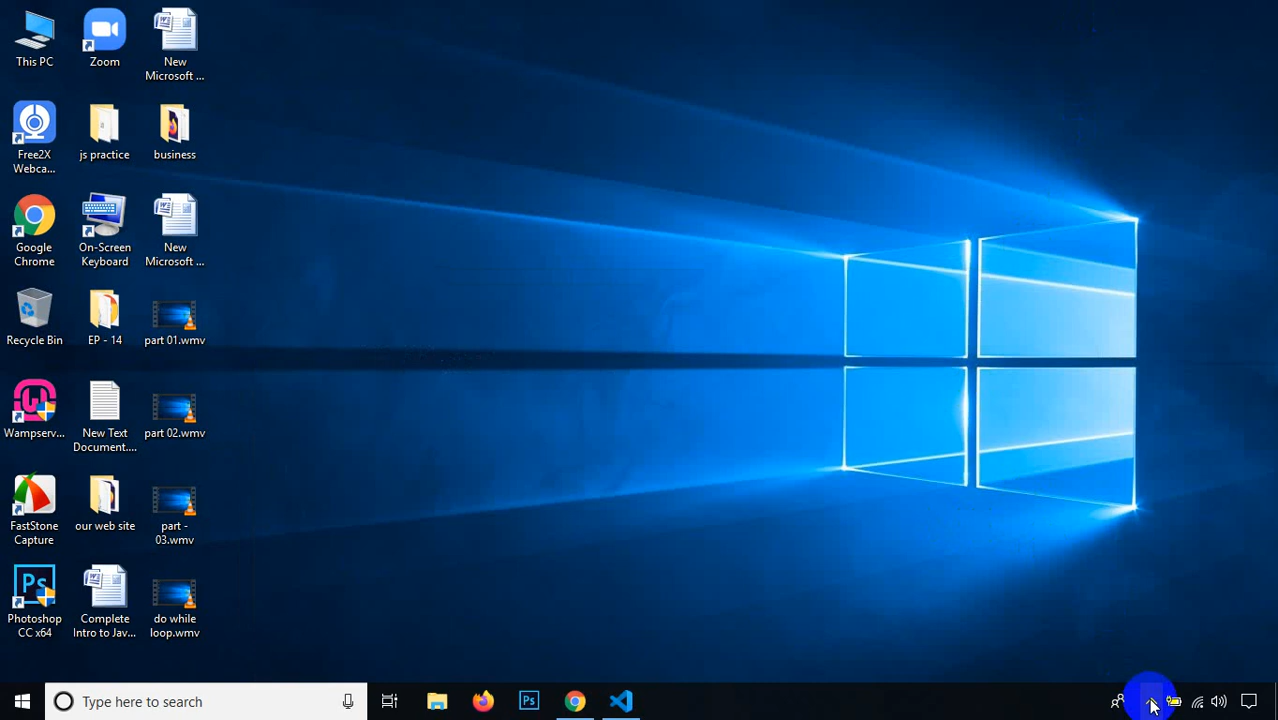 This PC
Zoom
New
Microsoft ...
Free2X
Webca...
js practice
business
Google
Chrome
On-Screen
Keyboard
New
Microsoft ...
Recycle Bin
EP - 14
part 01.wmv
Wampserv...
New Text
Document....
part 02.wmv
FastStone
Capture
our web site
part -
03.wmv
Ps
Photoshop
CC x64
Complete
Intro to Jav...
do while
loop.wmv
Type here to search
Ps